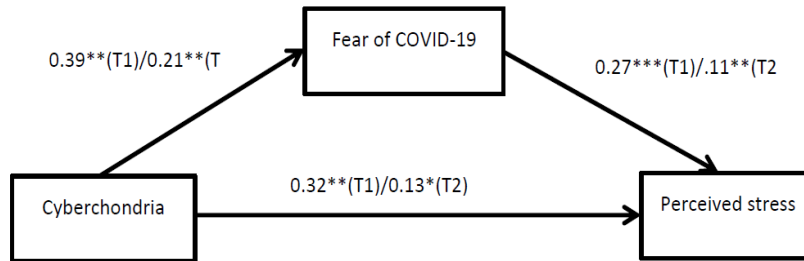 Fear of COVID-19
0.39**(T1)/0.21**(T
0.27***(T1)/.11**(T2
0.32**(T1)/0.13*(T2)
Cyberchondria
Perceived stress